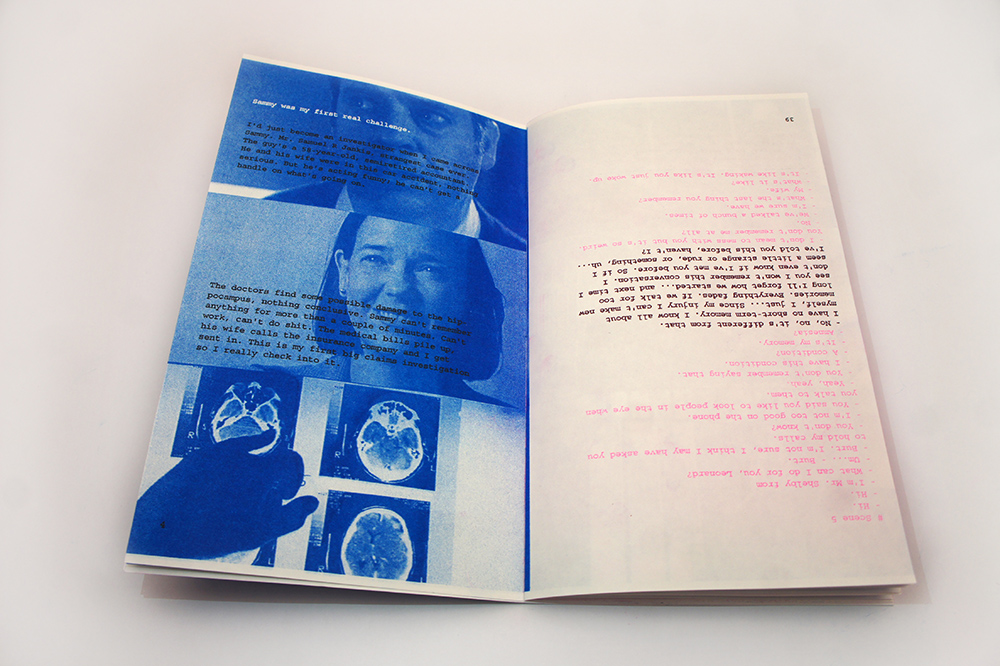 Sammy was my first real challenge.
I'd just become an investigator when I came across
Sammy. Mr. Samuel R Jankis, strangest case ever.
The guy's a 58-year-old, semiretired accountant.
He and his wife were in this car accident, nothing
serious. But he's acting funny; he can't get a
handle on what's going on.
The doctors find some possible damage to the hip-
pocampus, nothing conclusive. Sammy can't remember
anything for more than a couple of minutes. Can't
work, can't do shit. The medical bills pile up,
his wife calls the insurance company and I get
sent in. This is my first big claims investigation
so I really check into it.
R
R
# Scene 5
- Hi.
- Hi.
- I'm Mr. Shelby from
- What can I do for you, Leonard?
- Um... - Burt.
- Burt. I'm not sure, I think I may have asked you
to hold my calls.
- You don't know?
- I'm not too good on the phone.
- You said you like to look people in the eye when
you talk to them.
Yeah, yeah.
- You don't remember saying that.
- I have this condition.
- A condition?
- It's my memory.
- Amnesia?
- No, no, it's different from that.
I have no short-term memory. I know all about
myself, I just... since my injury I can't make new
memories. Everything fades. If we talk for too
long I'll forget how we started... and next time I
see you I won't remember this conversation. I
don't even know if I've met you before. So if I
seem a little strange or rude, or something, uh...
I've told you this before, haven't I?
I don't mean to mess with you but it's so weird.
You don't remember me at all?
- No.
- We've talked a bunch of times.
- I'm sure we have.
- What's the last thing you remember?
- My wife.
- What's it like?
- It's like waking. It's like you just woke up.
39